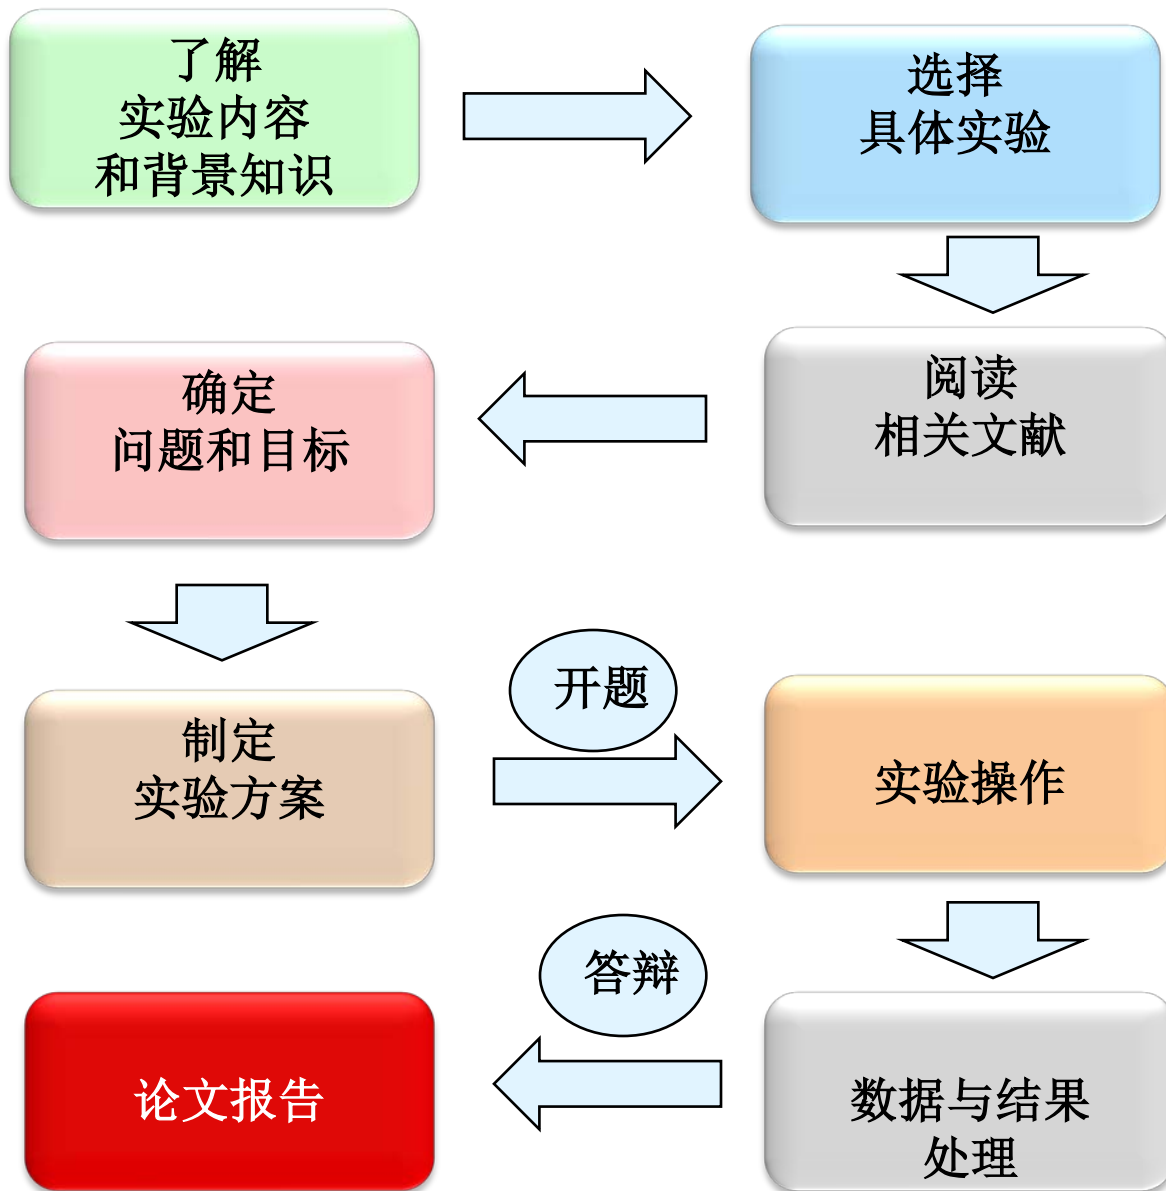 了解
实验内容
和背景知识
选择
具体实验
阅读
相关文献
确定
问题和目标
制定
实验方案
开题
实验操作
数据与结果
处理
答辩
论文报告